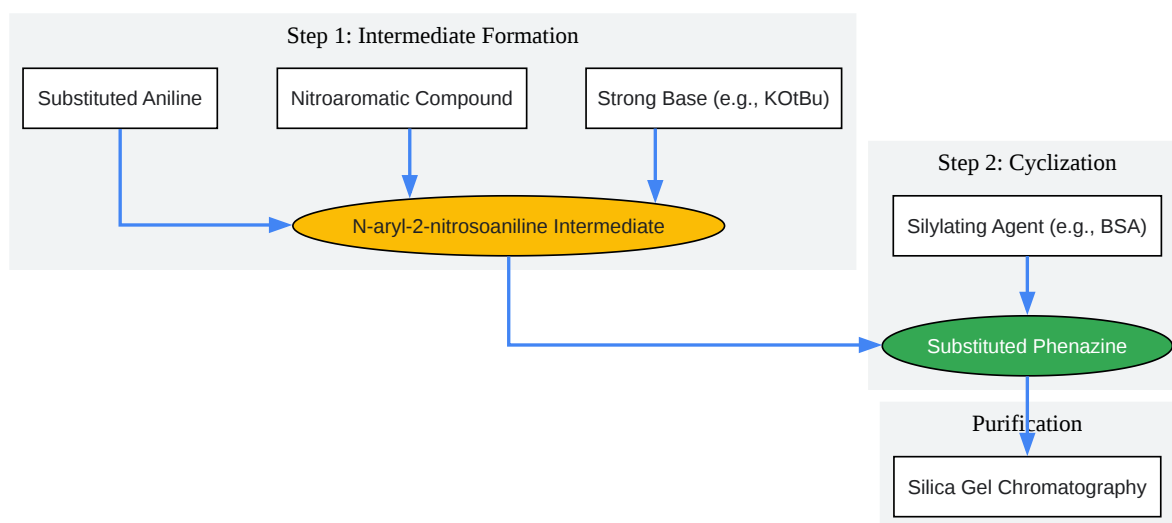 Step 1: Intermediate Formation
Substituted Aniline
Nitroaromatic Compound
Strong Base (e.g., KOtBu)
N-aryl-2-nitrosoaniline Intermediate
Step 2: Cyclization
Silylating Agent (e.g., BSA)
Substituted Phenazine
Purification
Silica Gel Chromatography